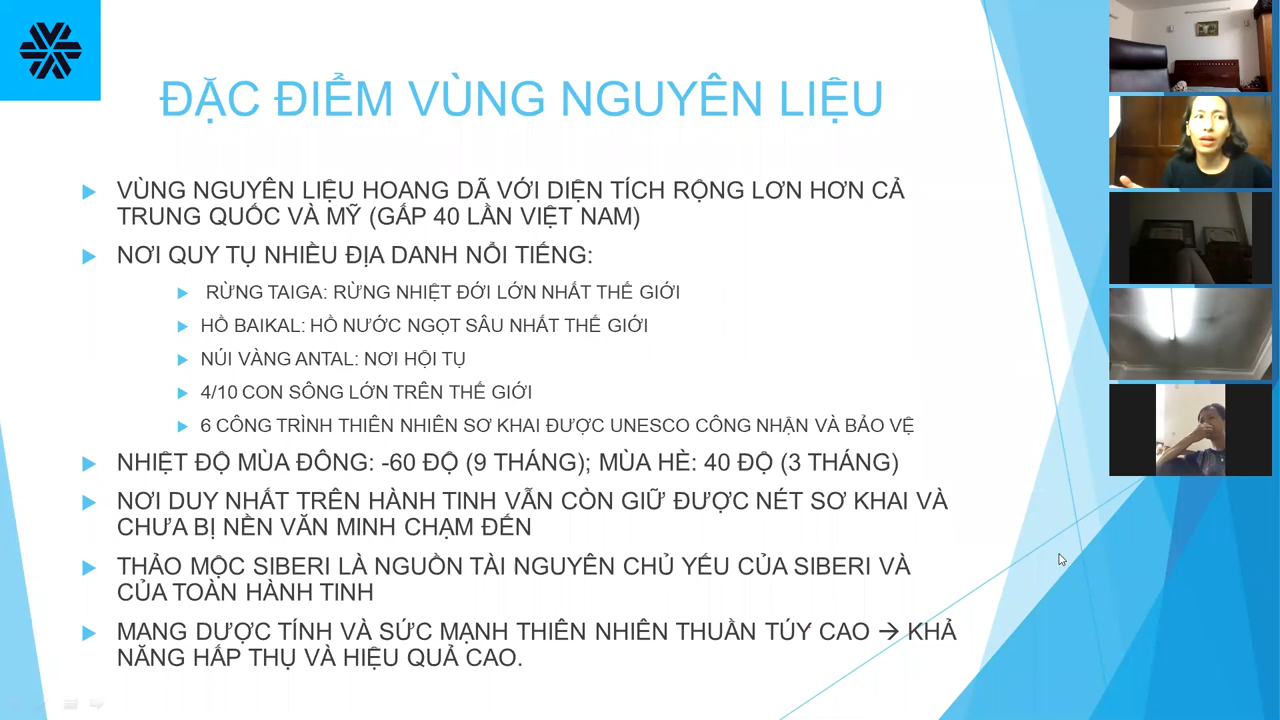 ĐẶC ĐIỂM VÙNG NGUYÊN LIỆU
VÙNG NGUYÊN LIỆU HOANG DÃ VỚI DIỆN TÍCH RỘNG LƠN HƠN CẢ
TRUNG QUỐC VÀ MỸ (GẤP 40 LẦN VIỆT NAM)
NƠI QUY TỤ NHIỀU ĐỊA DANH NỔI TIẾNG:
RỪNG TAIGA: RỪNG NHIỆT ĐỚI LỚN NHẤT THẾ GIỚI
HỒ BAIKAL: HỒ NƯỚC NGỌT SÂU NHẤT THẾ GIỚI
NÚI VÀNG ANTAL: NƠI HỘI TỤ
4/10 CON SÔNG LỚN TRÊN THẾ GIỚI
6 CÔNG TRÌNH THIÊN NHIÊN SƠ KHAI ĐƯỢC UNESCO CÔNG NHẬN VÀ BẢO VỆ
NHIỆT ĐỘ MÙA ĐÔNG: -60 ĐỘ (9 THÁNG); MÙA HÈ: 40 ĐỘ (3 THÁNG)
NƠI DUY NHẤT TRÊN HÀNH TINH VẪN CÒN GIỮ ĐƯỢC NÉT SƠ KHAI VÀ
CHƯA BỊ NỀN VĂN MINH CHẠM ĐẾN
THẢO MỘC SIBERI LÀ NGUỒN TÀI NGUYÊN CHỦ YẾU CỦA SIBERI VÀ
CỦA TOÀN HÀNH TINH
MANG DƯỢC TÍNH VÀ SỨC MẠNH THIÊN NHIÊN THUẦN TÚY CAO → KHẢ
NĂNG HẤP THỤ VÀ HIỆU QUẢ CAO.